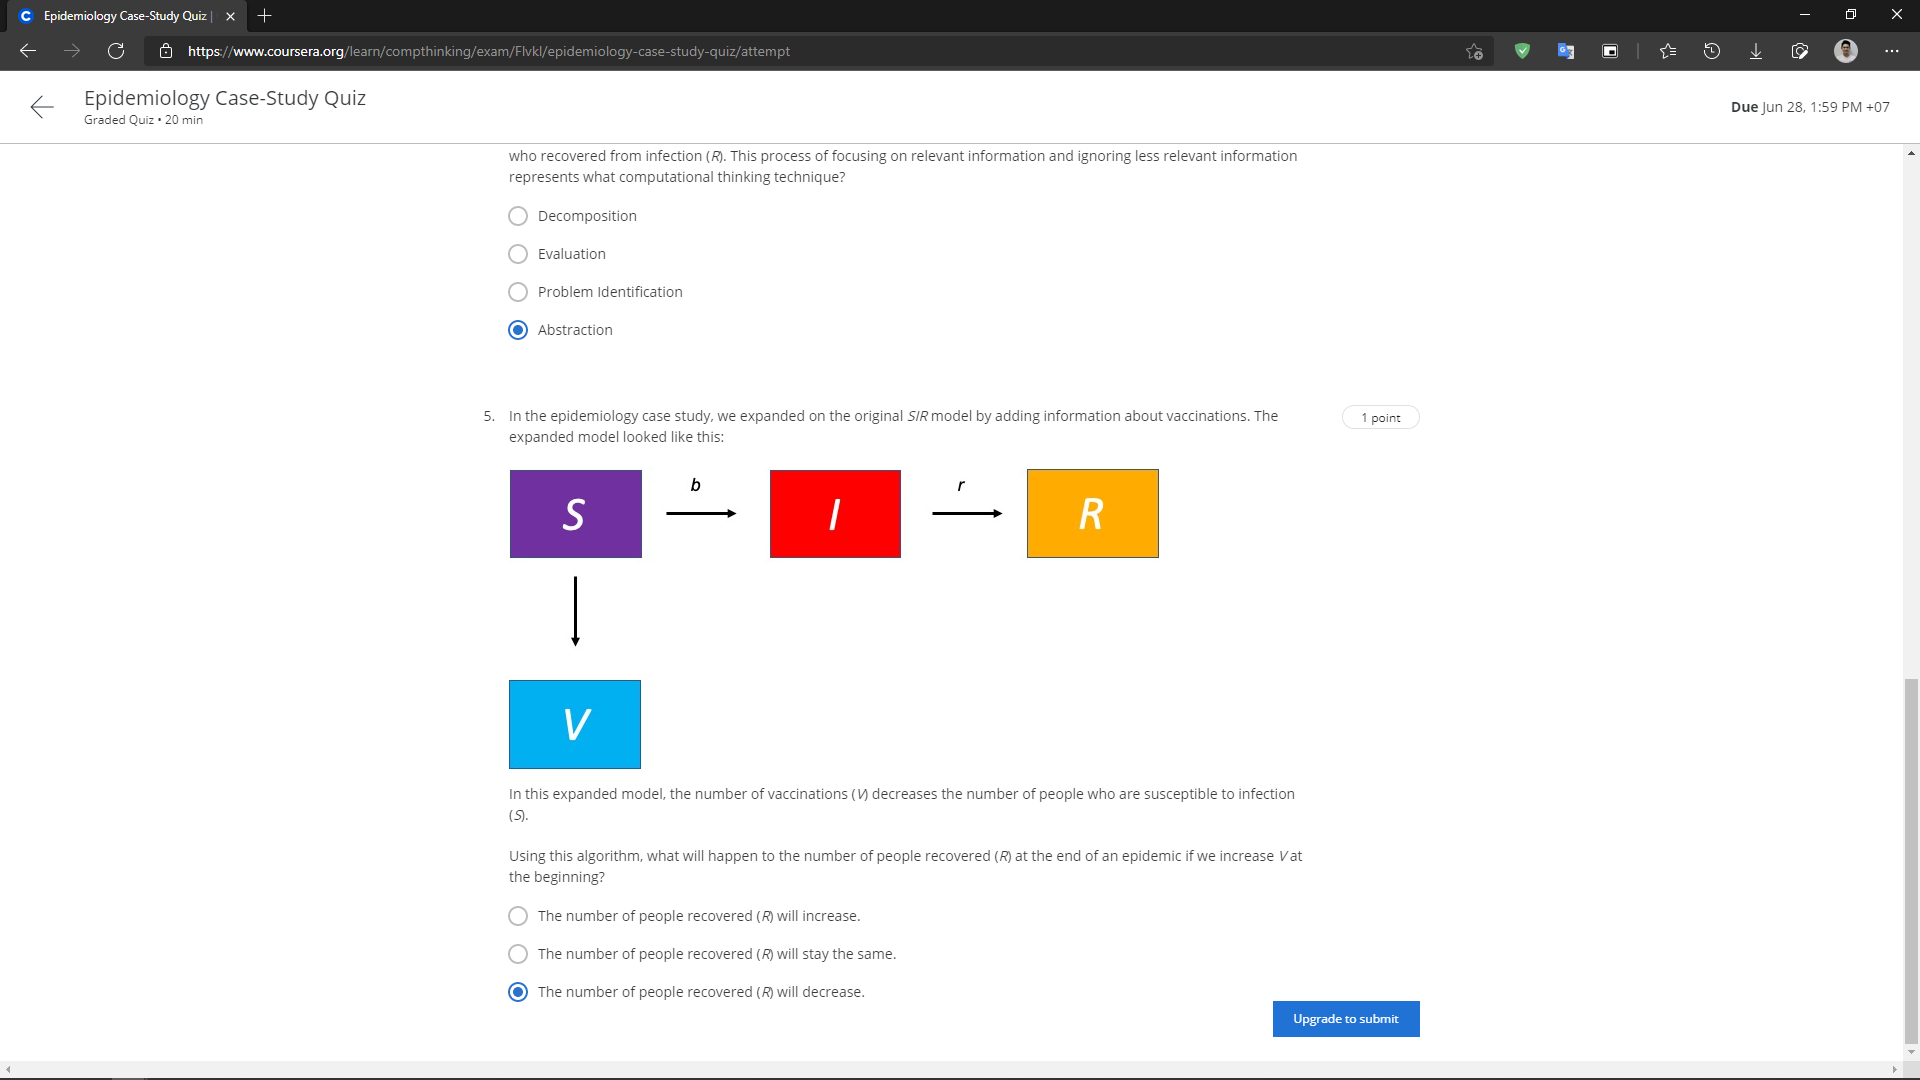 Epidemiology Case-Study Quiz |
https://www.coursera.org/learn/compthinking/exam/Flvkl/epidemiology-case-study-quiz/attempt
Epidemiology Case-Study Quiz
Graded Quiz • 20 min
Due Jun 28, 1:59 PM +07
who recovered from infection (R). This process of focusing on relevant information and ignoring less relevant information
represents what computational thinking technique?
Decomposition
Evaluation
Problem Identification
Abstraction
5. In the epidemiology case study, we expanded on the original SIR model by adding information about vaccinations. The
expanded model looked like this:
1 point
S b I r R
V
In this expanded model, the number of vaccinations (V) decreases the number of people who are susceptible to infection
(S).
Using this algorithm, what will happen to the number of people recovered (R) at the end of an epidemic if we increase V at
the beginning?
The number of people recovered (R) will increase.
The number of people recovered (R) will stay the same.
The number of people recovered (R) will decrease.
Upgrade to submit